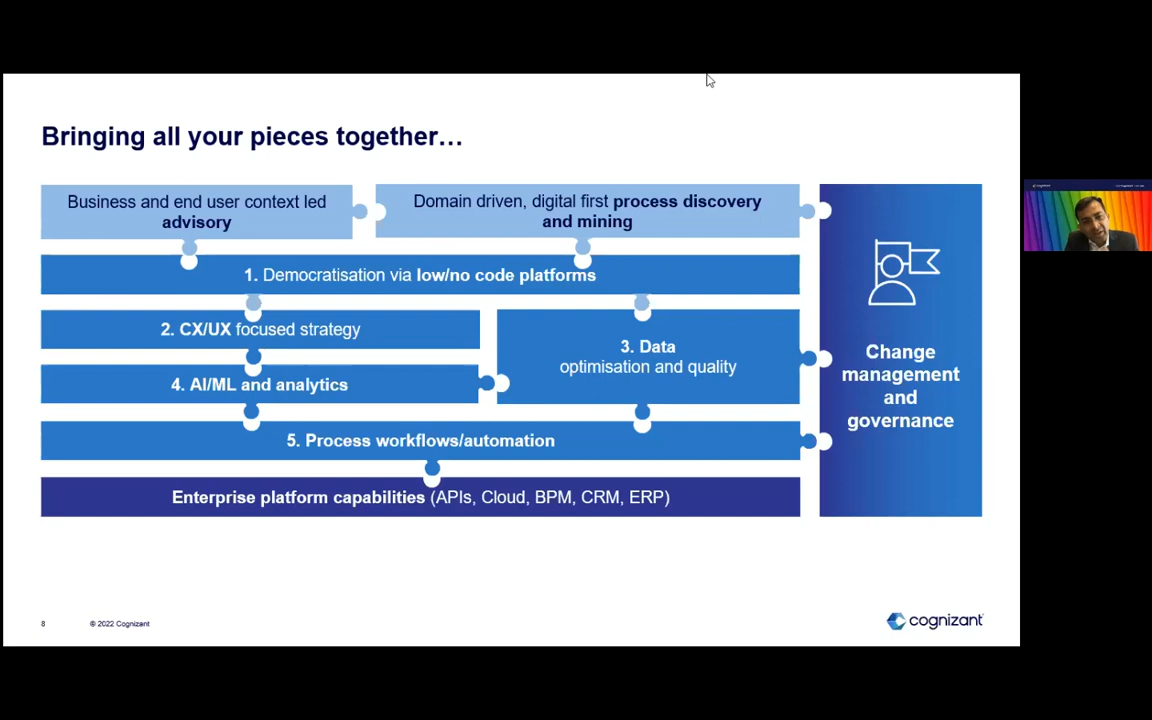 Bringing all your pieces together…
Business and end user context led
advisory
Domain driven, digital first process discovery
and mining
1. Democratisation via low/no code platforms
2. CX/UX focused strategy
3. Data
optimisation and quality
4. AI/ML and analytics
5. Process workflows/automation
Enterprise platform capabilities (APIs, Cloud, BPM, CRM, ERP)
Change
management
and
governance
8
© 2022 Cognizant
cognizant